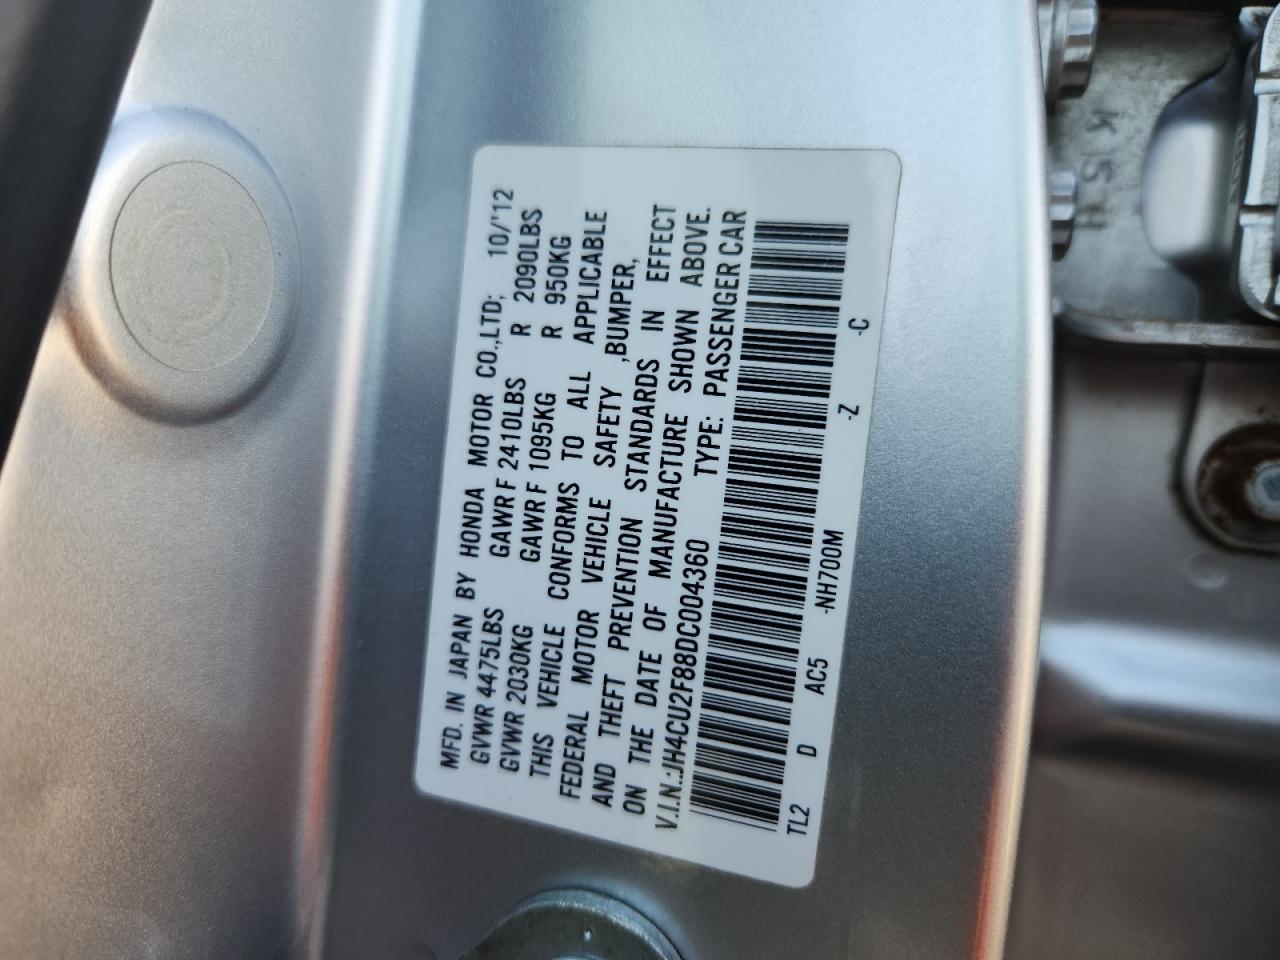 MFD. IN JAPAN BY HONDA MOTOR CO.,LTD; 10/'12
GVWR 4475LBS GAWR F 2410LBS R 2090LBS
GVWR 2030KG GAWR F 1095KG R 950KG
THIS VEHICLE CONFORMS TO ALL APPLICABLE
FEDERAL MOTOR VEHICLE SAFETY ,BUMPER,
AND THEFT PREVENTION STANDARDS IN EFFECT
ON THE DATE OF MANUFACTURE SHOWN ABOVE.
V.I.N.:JH4CU2F88DC004360 TYPE: PASSENGER CAR
TL2 D AC5 -NH700M -Z -C
KSH